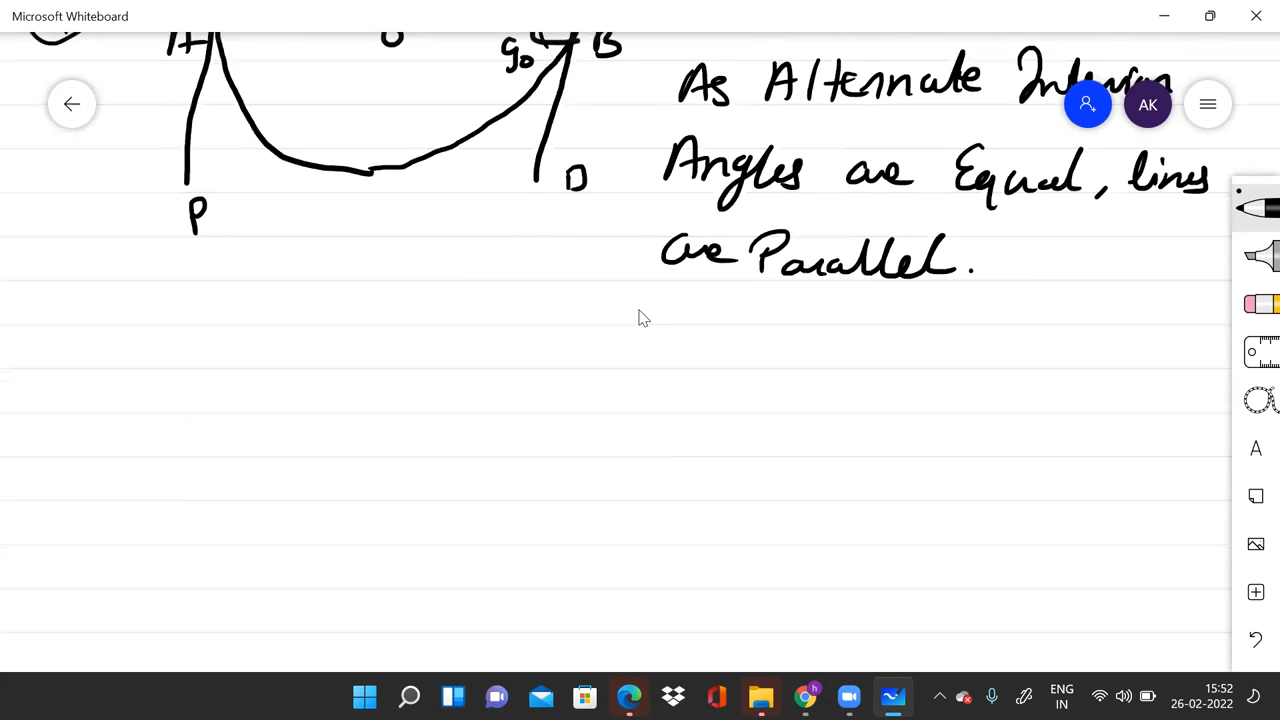 Microsoft Whiteboard
A
O
90
B
D
P
As Alternate Interior
Angles are Equal, lines
are Parallel.
AK
A
ENG
IN
15:52
26-02-2022